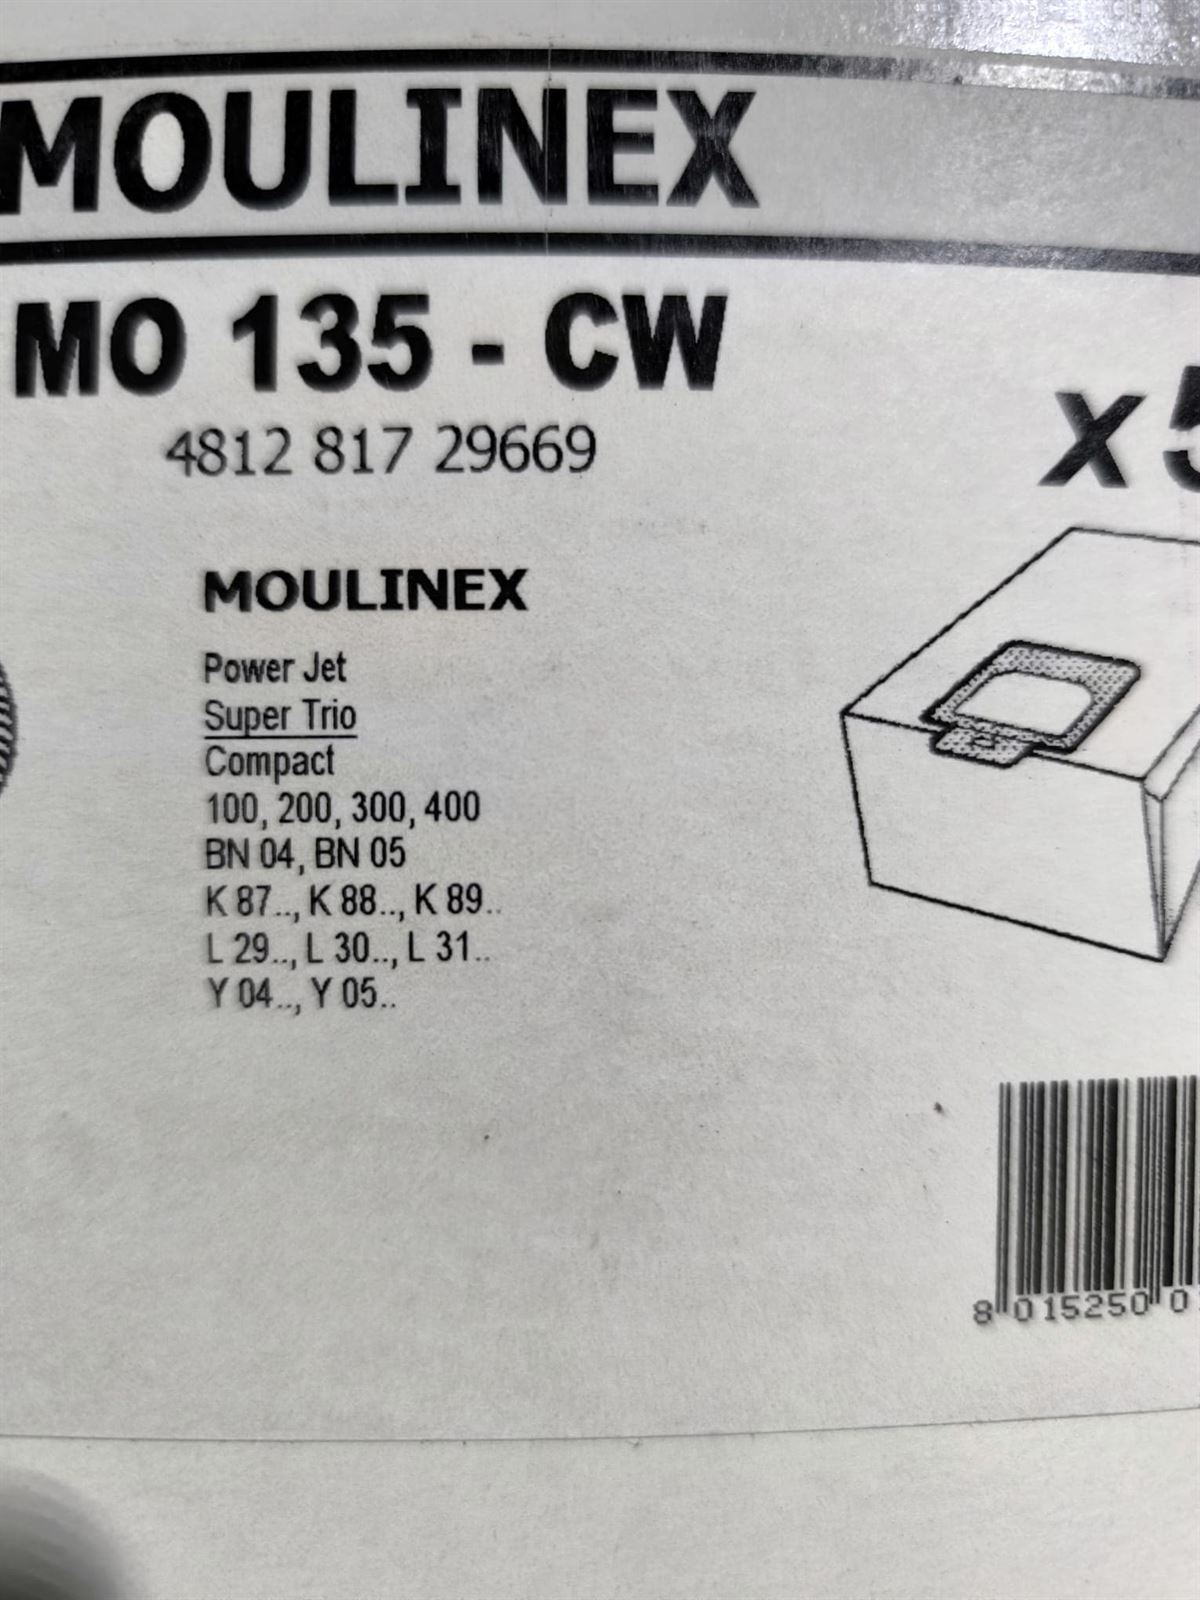 MOULINEX
MO 135 - CW
4812 817 29669
x 5
MOULINEX
Power Jet
Super Trio
Compact
100, 200, 300, 400
BN 04, BN 05
K 87.., K 88.., K 89..
L 29.., L 30.., L 31..
Y 04.., Y 05..
8 015250 0